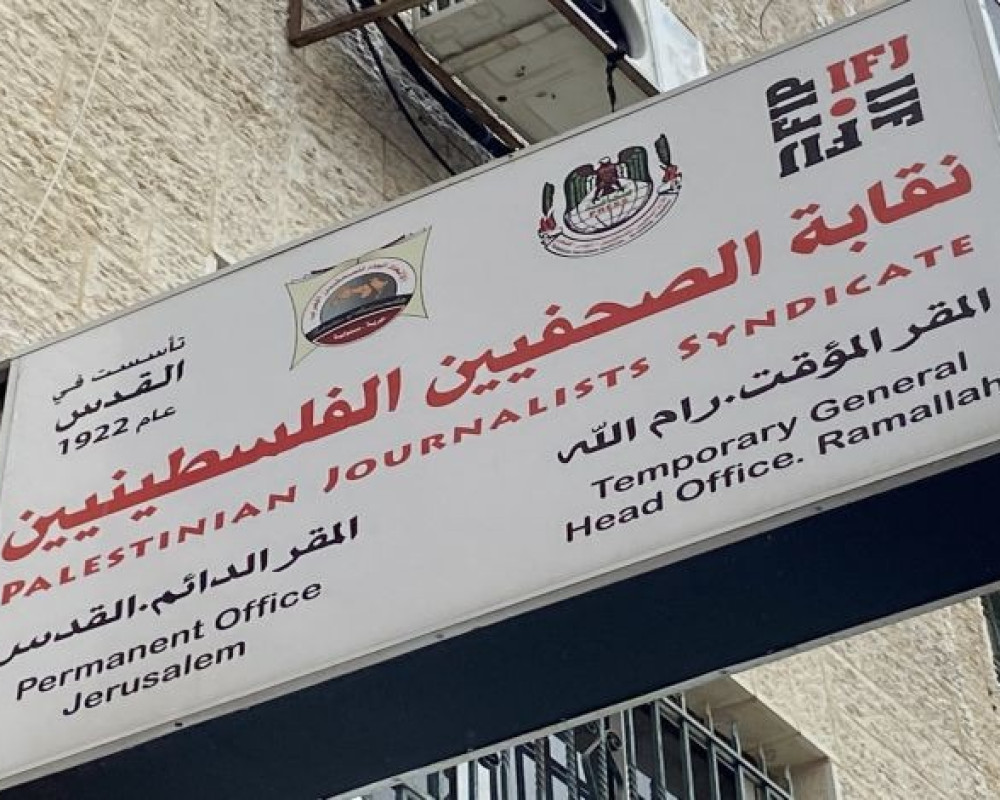 IFJ
FIP
FIJ
تأسست في
القدس
عام 1922
نقابة الصحفيين الفلسطينيين
PALESTINIAN JOURNALISTS SYNDICATE
المقر المؤقت.رام الله
Temporary General
Head Office. Ramallah
المقر الدائم.القدس
Permanent Office
Jerusalem